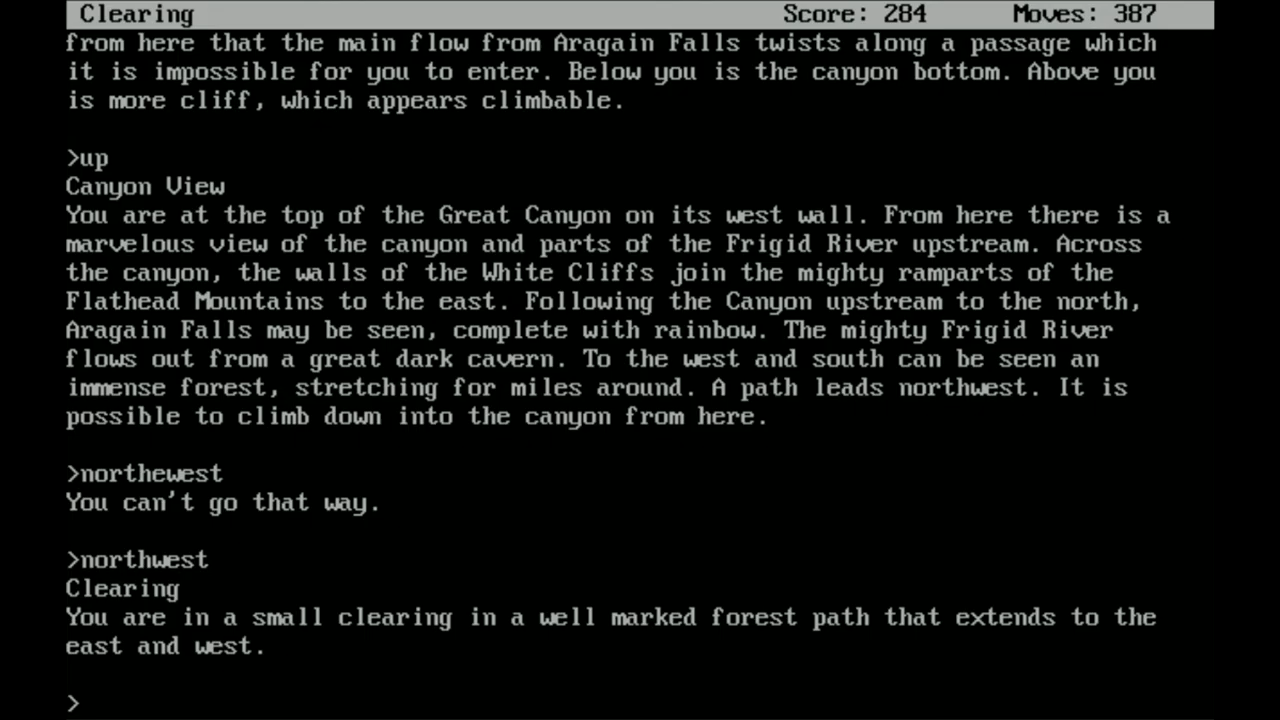 Clearing Score: 284 Moves: 387
from here that the main flow from Aragain Falls twists along a passage which
it is impossible for you to enter. Below you is the canyon bottom. Above you
is more cliff, which appears climbable.
>up
Canyon View
You are at the top of the Great Canyon on its west wall. From here there is a
marvelous view of the canyon and parts of the Frigid River upstream. Across
the canyon, the walls of the White Cliffs join the mighty ramparts of the
Flathead Mountains to the east. Following the Canyon upstream to the north,
Aragain Falls may be seen, complete with rainbow. The mighty Frigid River
flows out from a great dark cavern. To the west and south can be seen an
immense forest, stretching for miles around. A path leads northwest. It is
possible to climb down into the canyon from here.
>northewest
You can't go that way.
>northwest
Clearing
You are in a small clearing in a well marked forest path that extends to the
east and west.
>